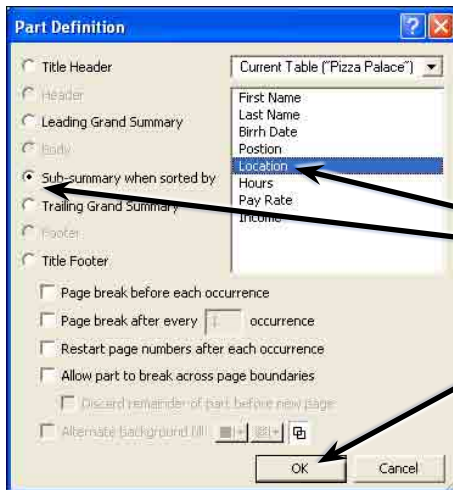 Part Definition
Title Header
Current Table ("Pizza Palace")
Header
Leading Grand Summary
Body
Sub-summary when sorted by
Trailing Grand Summary
Footer
Title Footer
First Name
Last Name
Birrh Date
Postion
Location
Hours
Pay Rate
Income
Page break before each occurrence
Page break after every 1 occurrence
Restart page numbers after each occurrence
Allow part to break across page boundaries
Discard remainder of part before new page
Alternate background fill
OK
Cancel